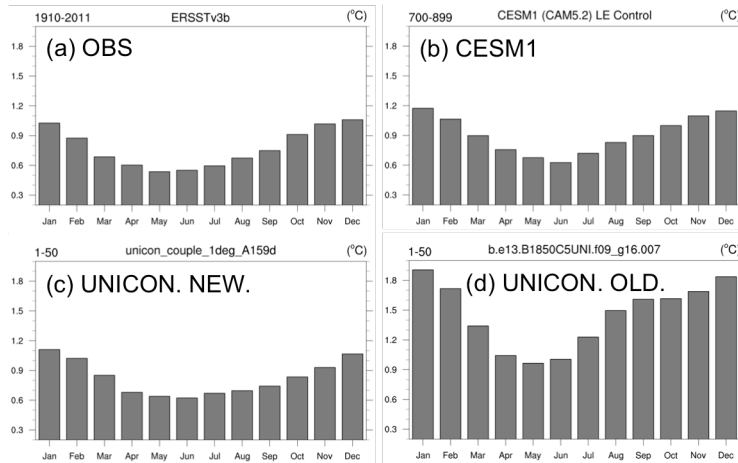 1910-2011 ERSSTv3b (°C)
(a) OBS
1.8
1.5
1.2
0.9
0.6
0.3
Jan Feb Mar Apr May Jun Jul Aug Sep Oct Nov Dec
700-899 CESM1 (CAM5.2) LE Control (°C)
(b) CESM1
1.8
1.5
1.2
0.9
0.6
0.3
Jan Feb Mar Apr May Jun Jul Aug Sep Oct Nov Dec
1-50 unicon_couple_1deg_A159d (°C)
(c) UNICON. NEW.
1.8
1.5
1.2
0.9
0.6
0.3
Jan Feb Mar Apr May Jun Jul Aug Sep Oct Nov Dec
1-50 b.e13.B1850C5UNI.f09_g16.007 (°C)
(d) UNICON. OLD.
1.8
1.5
1.2
0.9
0.6
0.3
Jan Feb Mar Apr May Jun Jul Aug Sep Oct Nov Dec